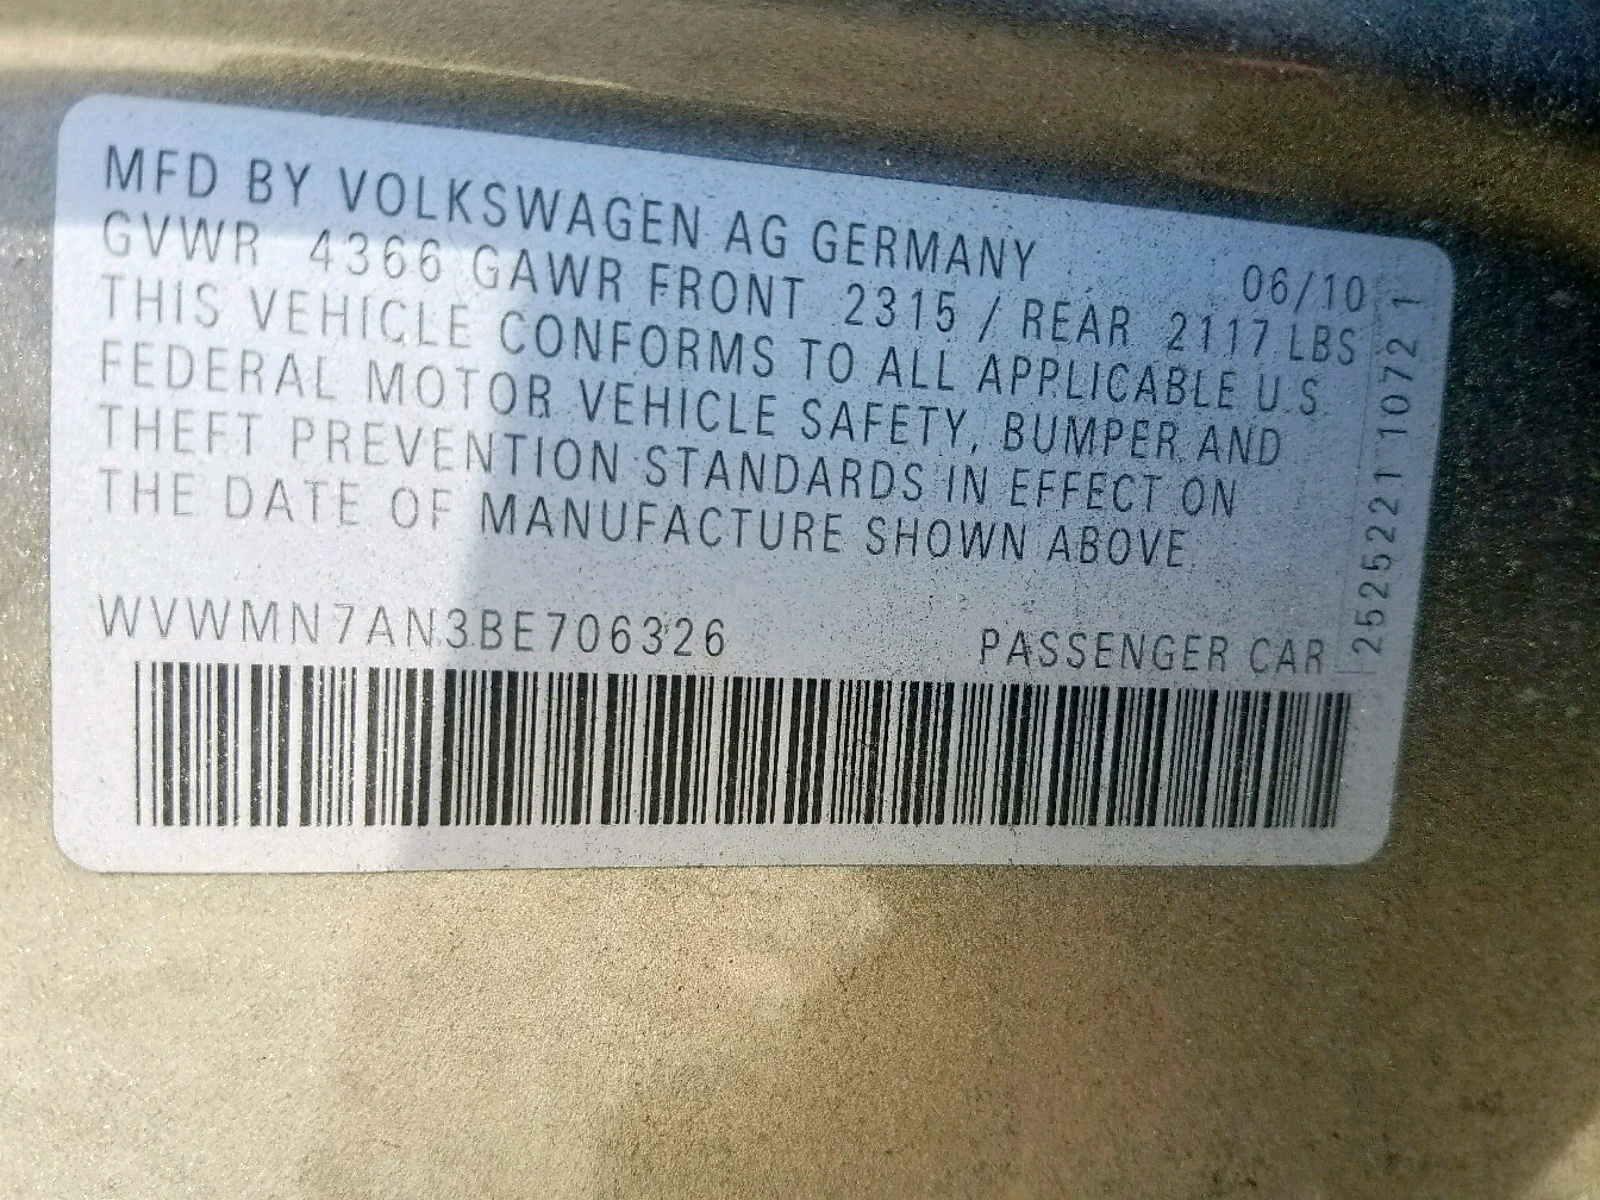 MFD BY VOLKSWAGEN AG GERMANY 06/10
GVWR 4366 GAWR FRONT 2315 / REAR 2117 LBS
THIS VEHICLE CONFORMS TO ALL APPLICABLE U.S.
FEDERAL MOTOR VEHICLE SAFETY, BUMPER, AND
THEFT PREVENTION STANDARDS IN EFFECT ON
THE DATE OF MANUFACTURE SHOWN ABOVE.
WVWMN7AN3BE706326 PASSENGER CAR
2525221 1072 1